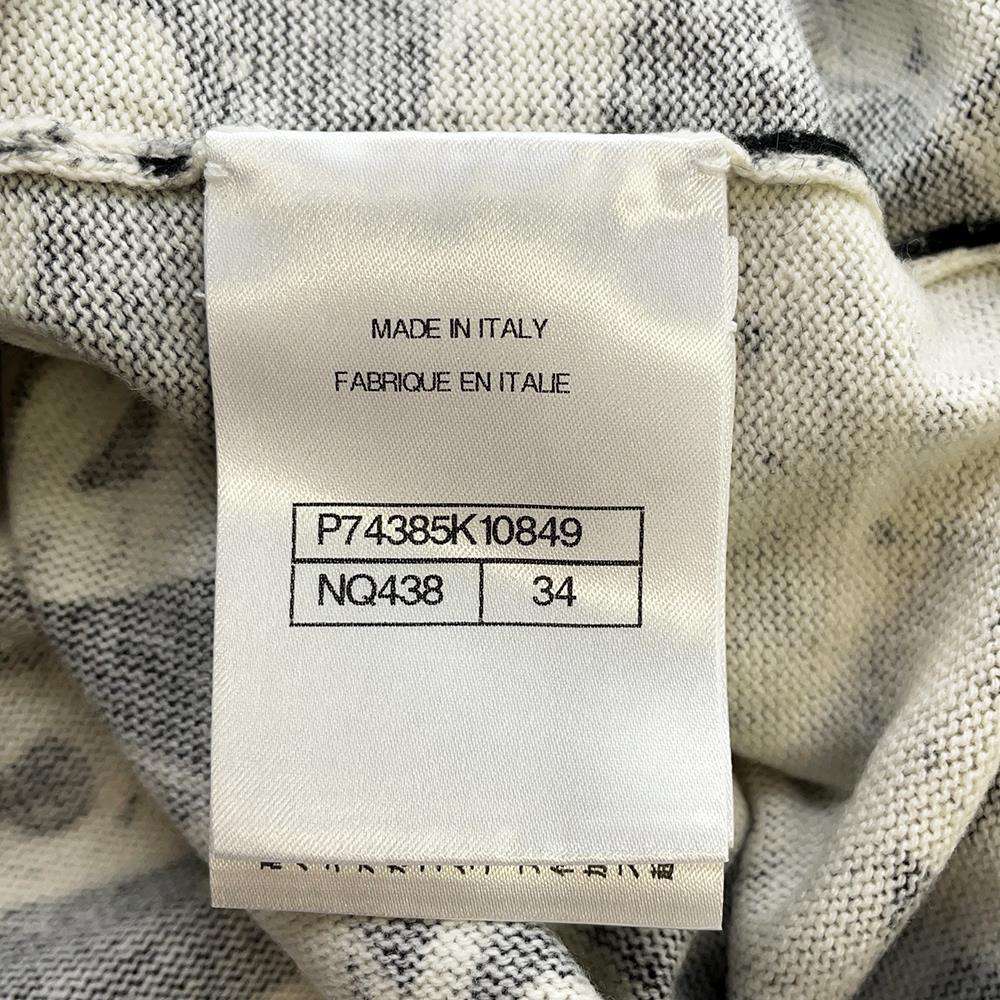 MADE IN ITALY
FABRIQUE EN ITALIE
P74385K10849
NQ438 34